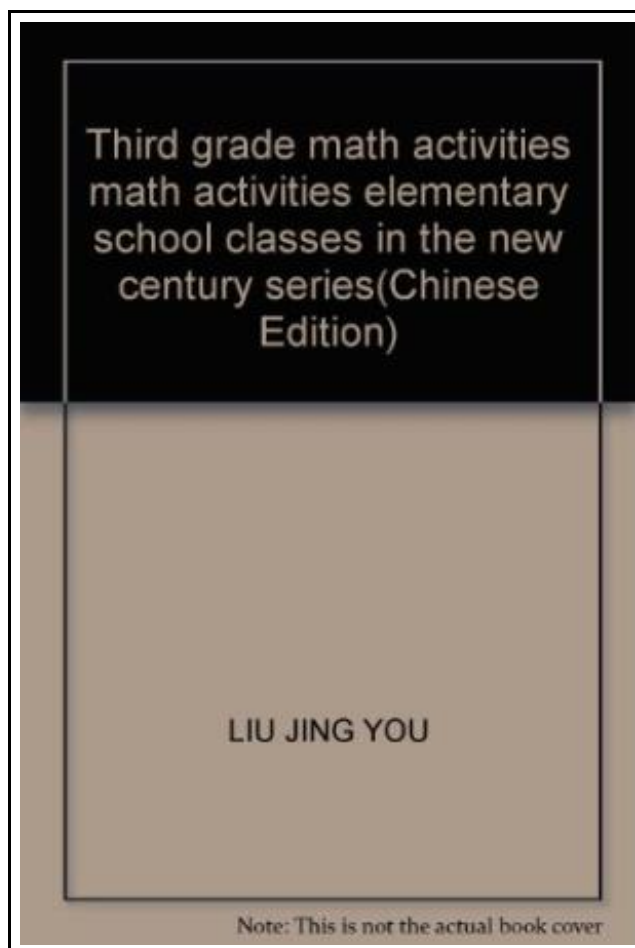 Third grade math activities
math activities elementary
school classes in the new
century series(Chinese
Edition)
LIU JING YOU
Note: This is not the actual book cover